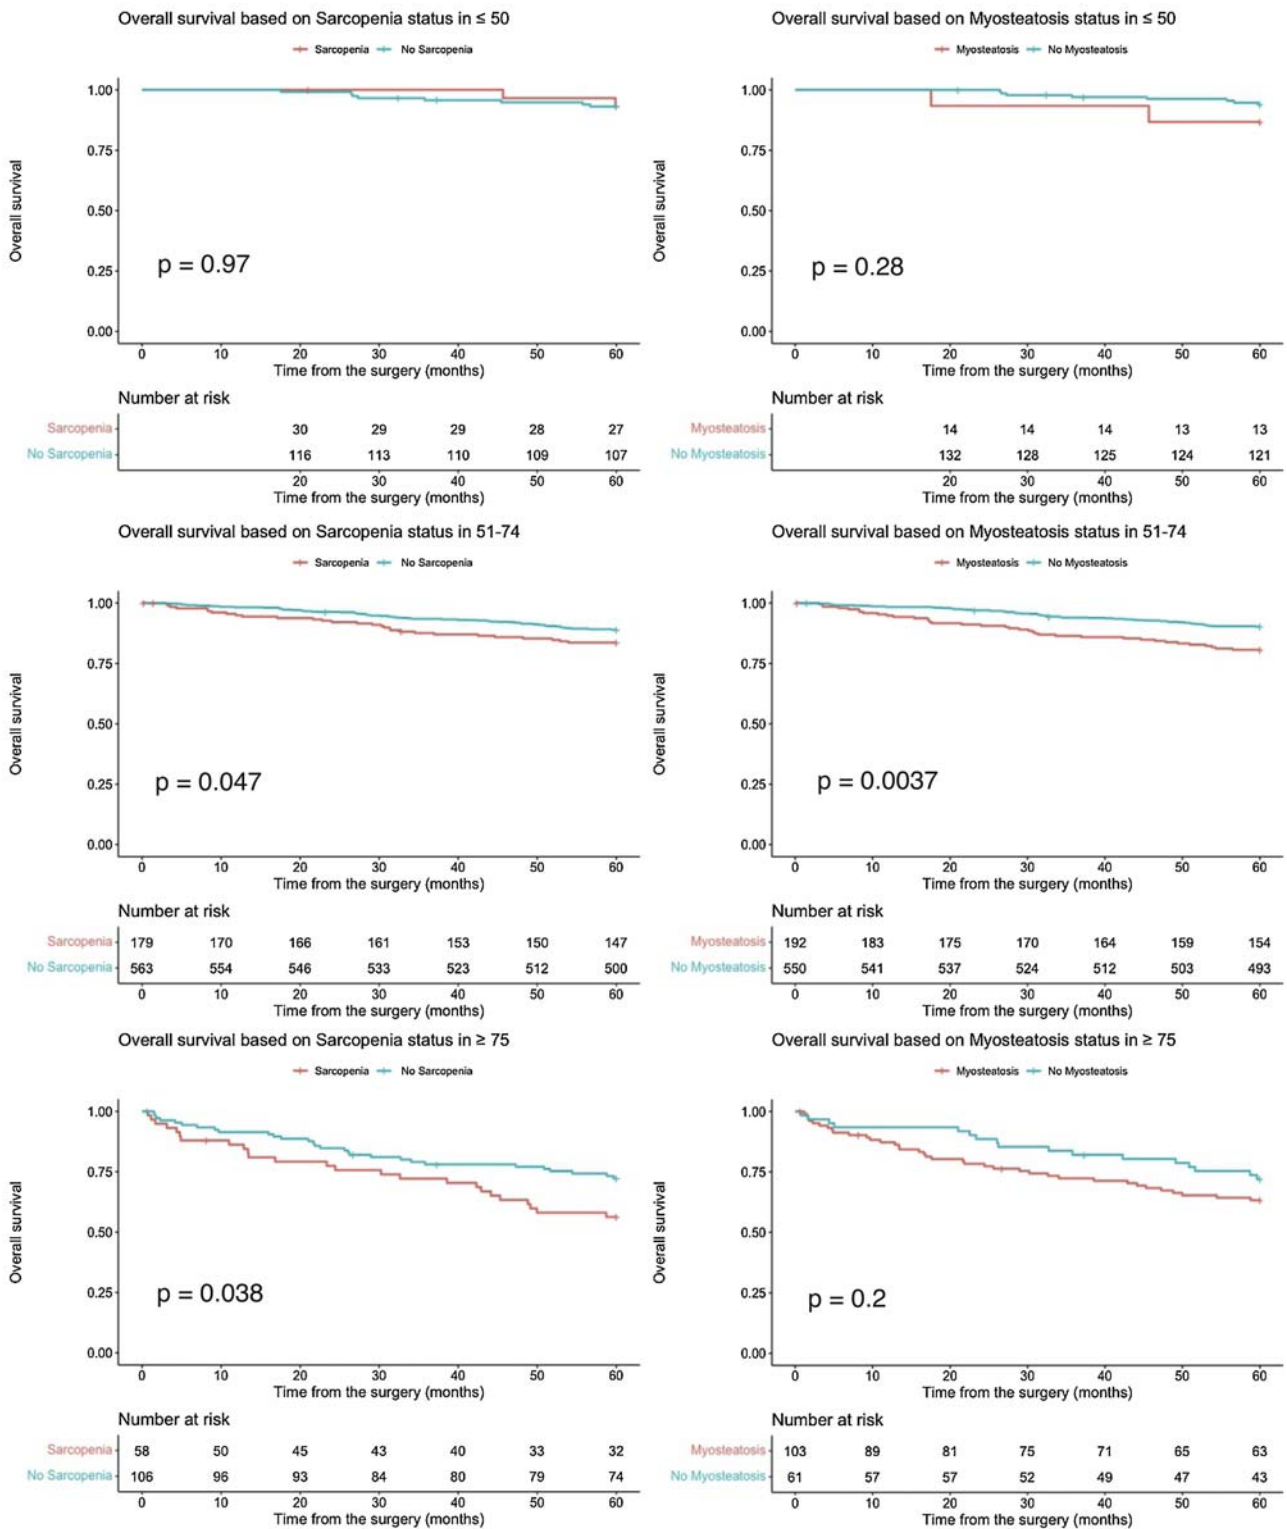 Overall survival based on Sarcopenia status in ≤ 50
Sarcopenia No Sarcopenia
Overall survival
1.00
0.75
0.50
0.25
0.00
p = 0.97
0 10 20 30 40 50 60
Time from the surgery (months)
Number at risk
Sarcopenia 30 29 29 28 27
No Sarcopenia 116 113 110 109 107
20 30 40 50 60
Time from the surgery (months)
Overall survival based on Myosteatosis status in ≤ 50
Myosteatosis No Myosteatosis
Overall survival
1.00
0.75
0.50
0.25
0.00
p = 0.28
0 10 20 30 40 50 60
Time from the surgery (months)
Number at risk
Myosteatosis 14 14 14 13 13
No Myosteatosis 132 128 125 124 121
20 30 40 50 60
Time from the surgery (months)
Overall survival based on Sarcopenia status in 51-74
Sarcopenia No Sarcopenia
Overall survival
1.00
0.75
0.50
0.25
0.00
p = 0.047
0 10 20 30 40 50 60
Time from the surgery (months)
Number at risk
Sarcopenia 179 170 166 161 153 150 147
No Sarcopenia 563 554 546 533 523 512 500
0 10 20 30 40 50 60
Time from the surgery (months)
Overall survival based on Myosteatosis status in 51-74
Myosteatosis No Myosteatosis
Overall survival
1.00
0.75
0.50
0.25
0.00
p = 0.0037
0 10 20 30 40 50 60
Time from the surgery (months)
Number at risk
Myosteatosis 192 183 175 170 164 159 154
No Myosteatosis 550 541 537 524 512 503 493
0 10 20 30 40 50 60
Time from the surgery (months)
Overall survival based on Sarcopenia status in ≥ 75
Sarcopenia No Sarcopenia
Overall survival
1.00
0.75
0.50
0.25
0.00
p = 0.038
0 10 20 30 40 50 60
Time from the surgery (months)
Number at risk
Sarcopenia 58 50 45 43 40 33 32
No Sarcopenia 106 96 93 84 80 79 74
0 10 20 30 40 50 60
Time from the surgery (months)
Overall survival based on Myosteatosis status in ≥ 75
Myosteatosis No Myosteatosis
Overall survival
1.00
0.75
0.50
0.25
0.00
p = 0.2
0 10 20 30 40 50 60
Time from the surgery (months)
Number at risk
Myosteatosis 103 89 81 75 71 65 63
No Myosteatosis 61 57 57 52 49 47 43
0 10 20 30 40 50 60
Time from the surgery (months)